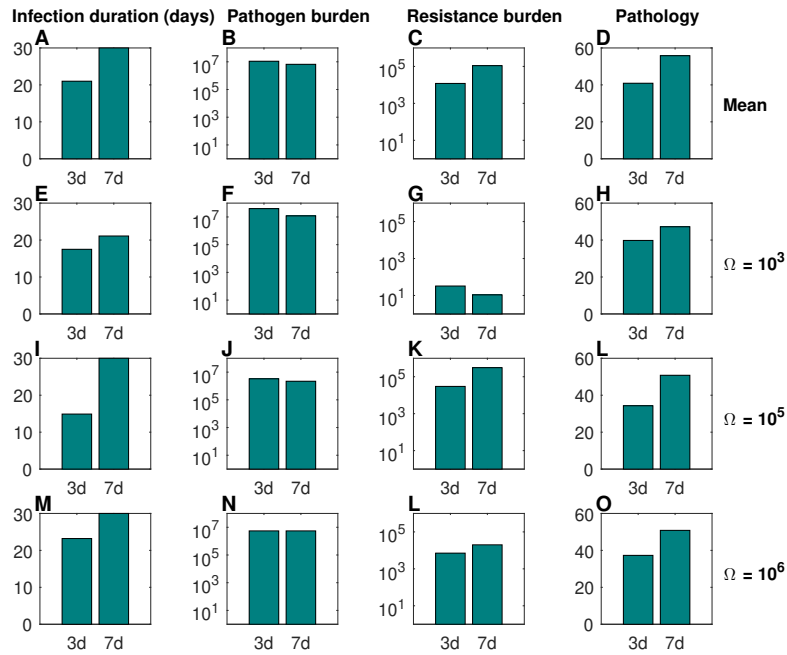 Infection duration (days) Pathogen burden Resistance burden Pathology
A B C D
30 20 10 0
10^7 10^5 10^3 10^1
10^5 10^3 10^1
60 40 20 0
Mean
3d 7d 3d 7d 3d 7d 3d 7d
E F G H
30 20 10 0
10^7 10^5 10^3 10^1
10^5 10^3 10^1
60 40 20 0
Ω = 10^3
3d 7d 3d 7d 3d 7d 3d 7d
I J K L
30 20 10 0
10^7 10^5 10^3 10^1
10^5 10^3 10^1
60 40 20 0
Ω = 10^5
3d 7d 3d 7d 3d 7d 3d 7d
M N L O
30 20 10 0
10^7 10^5 10^3 10^1
10^5 10^3 10^1
60 40 20 0
Ω = 10^6
3d 7d 3d 7d 3d 7d 3d 7d